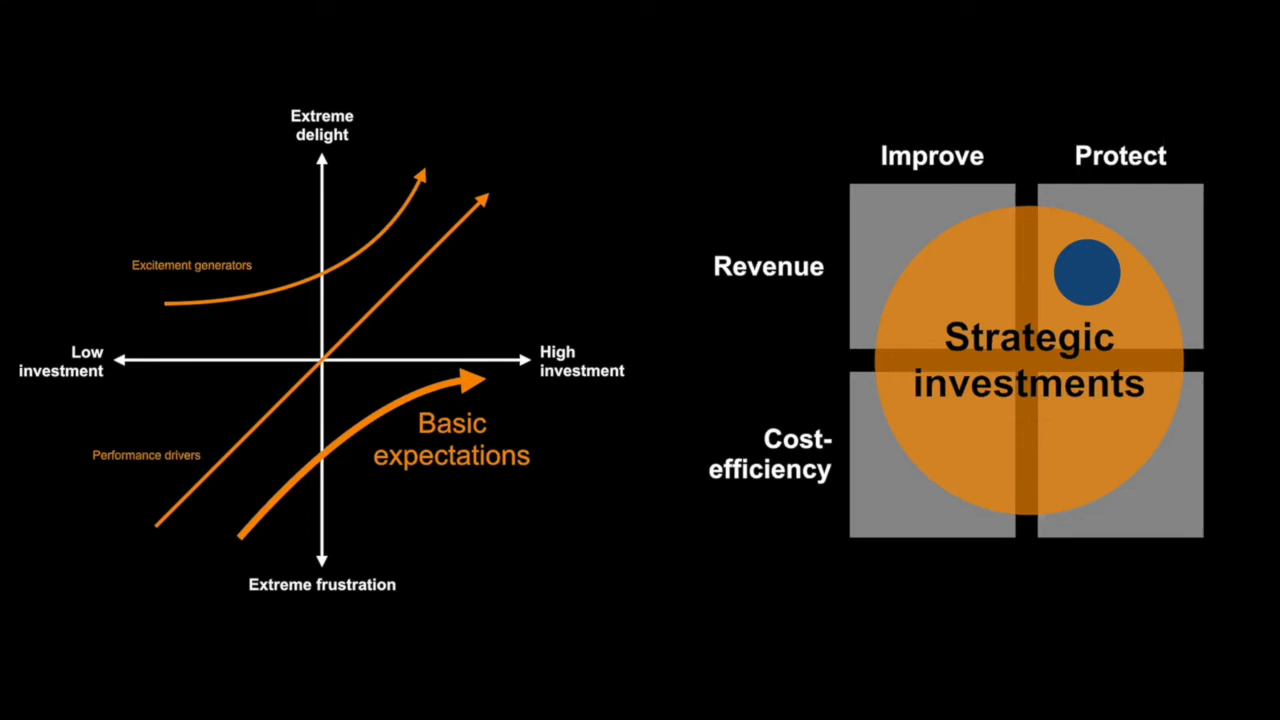 Extreme
delight
Excitement generators
Low
investment
High
investment
Basic
expectations
Performance drivers
Extreme frustration
Improve
Protect
Revenue
Strategic
investments
Cost-
efficiency